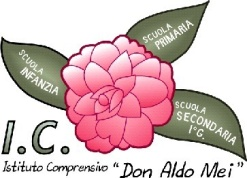 SCUOLA
INFANZIA
SCUOLA
PRIMARIA
SCUOLA
SECONDARIA
I°G.
I.C.
Istituto Comprensivo "Don Aldo Mei"